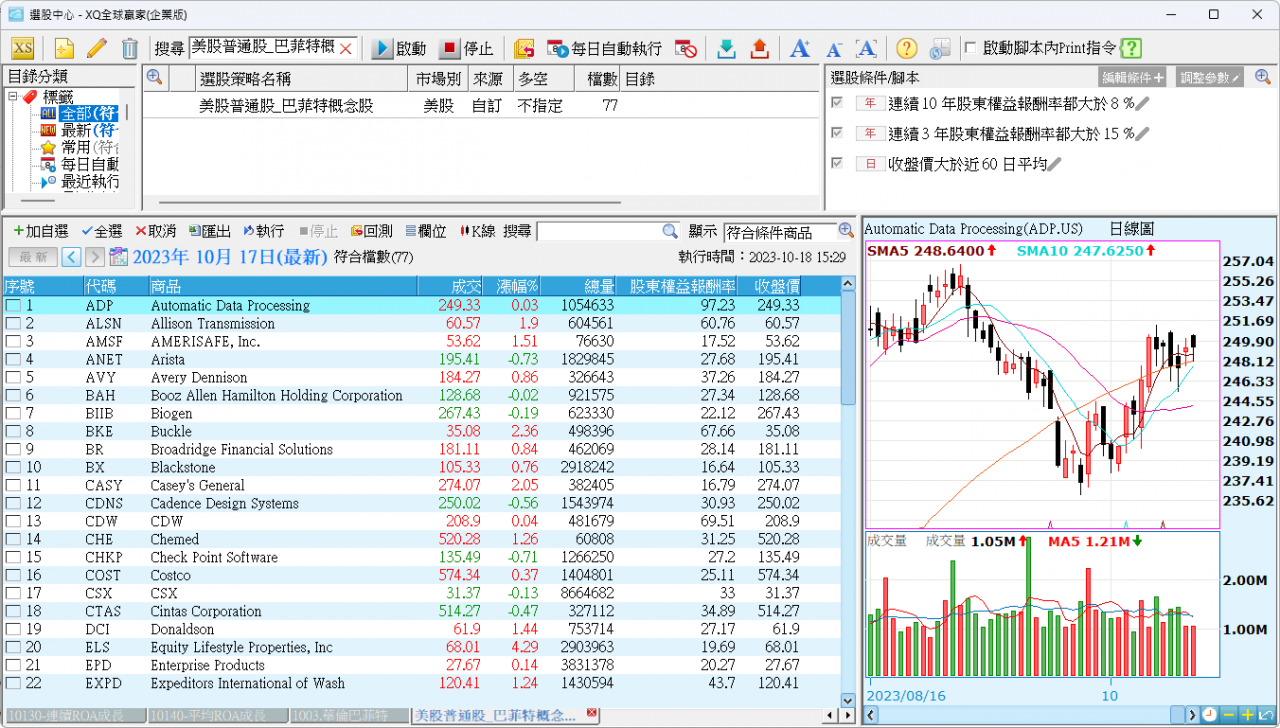 選股中心 - XQ全球贏家(企業版)
XS 搜尋 美股普通股_巴菲特概 啟動 停止 每日自動執行 A A A ? 啟動腳本內Print指令 ?
目錄分類
標籤
全部(符
最新(符
常用(符合
每日自動
最近執行
選股策略名稱 市場別 來源 多空 檔數 目錄
美股普通股_巴菲特概念股 美股 自訂 不指定 77
選股條件/腳本 編輯條件+ 調整參數
年 連續 10 年股東權益報酬率都大於 8 %
年 連續 3 年股東權益報酬率都大於 15 %
日 收盤價大於近 60 日平均
+加自選 全選 取消 匯出 執行 停止 回測 欄位 K線 搜尋 顯示 符合條件商品
最新 < > 2023年 10月 17日(最新) 符合檔數(77) 執行時間：2023-10-18 15:29
序號 代碼 商品 成交 漲幅% 總量 股東權益報酬率 收盤價
1 ADP Automatic Data Processing 249.33 0.03 1054633 97.23 249.33
2 ALSN Allison Transmission 60.57 1.9 604561 60.76 60.57
3 AMSF AMERISAFE, Inc. 53.62 1.51 76630 17.52 53.62
4 ANET Arista 195.41 -0.73 1829845 27.68 195.41
5 AVY Avery Dennison 184.27 0.86 326643 37.26 184.27
6 BAH Booz Allen Hamilton Holding Corporation 128.68 -0.02 921575 27.34 128.68
7 BIIB Biogen 267.43 -0.19 623330 22.12 267.43
8 BKE Buckle 35.08 2.36 498396 67.66 35.08
9 BR Broadridge Financial Solutions 181.11 0.84 462069 28.14 181.11
10 BX Blackstone 105.33 0.76 2918242 16.64 105.33
11 CASY Casey's General 274.07 2.05 382405 16.79 274.07
12 CDNS Cadence Design Systems 250.02 -0.56 1543974 30.93 250.02
13 CDW CDW 208.9 0.04 481679 69.51 208.9
14 CHE Chemed 520.28 1.26 60808 31.25 520.28
15 CHKP Check Point Software 135.49 -0.71 1266250 27.2 135.49
16 COST Costco 574.34 0.37 1404801 25.11 574.34
17 CSX CSX 31.37 -0.13 8664682 33 31.37
18 CTAS Cintas Corporation 514.27 -0.47 327112 34.89 514.27
19 DCI Donaldson 61.9 1.44 753714 27.17 61.9
20 ELS Equity Lifestyle Properties, Inc 68.01 4.29 2903963 19.69 68.01
21 EPD Enterprise Products 27.67 0.14 3831378 20.27 27.67
22 EXPD Expeditors International of Wash 120.41 1.24 1430594 43.7 120.41
10130-連續ROA成長 10140-平均ROA成長 1003.華倫巴菲特 美股普通股_巴菲特概念...
Automatic Data Processing(ADP.US) 日線圖
SMA5 248.6400 SMA10 247.6250
257.04
255.26
253.47
251.69
249.90
248.12
246.33
244.55
242.76
240.98
239.19
237.41
235.62
成交量 成交量 1.05M MA5 1.21M
2.00M
1.00M
2023/08/16 10